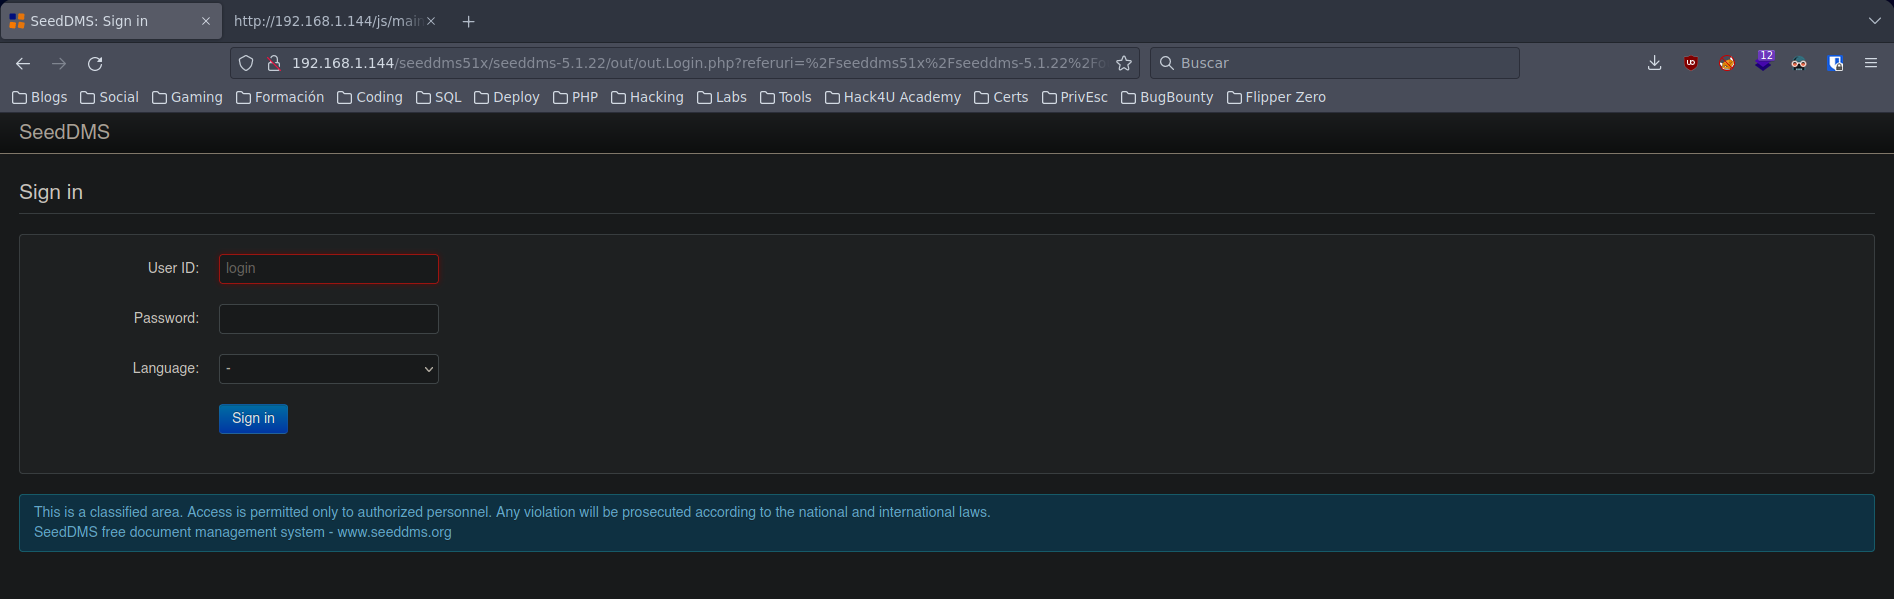 SeedDMS: Sign in
http://192.168.1.144/js/main
192.168.1.144/seeddms51x/seeddms-5.1.22/out/out.Login.php?referuri=%2Fseeddms51x%2Fseeddms-5.1.22%2Fo
Buscar
12
Blogs Social Gaming Formación Coding SQL Deploy PHP Hacking Labs Tools Hack4U Academy Certs PrivEsc BugBounty Flipper Zero
SeedDMS
Sign in
User ID: login
Password:
Language: -
Sign in
This is a classified area. Access is permitted only to authorized personnel. Any violation will be prosecuted according to the national and international laws.
SeedDMS free document management system - www.seeddms.org